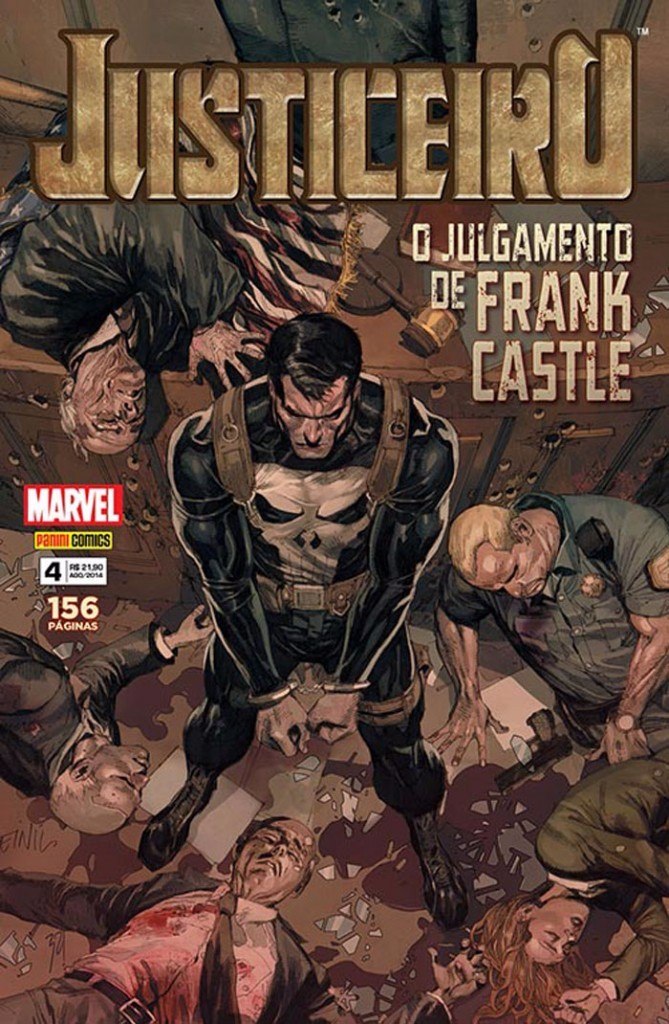 JUSTICEIRO
TM
O JULGAMENTO
DE FRANK
CASTLE
MARVEL
PANINI COMICS
4 R$ 21,90
AGO/2014
156
PÁGINAS